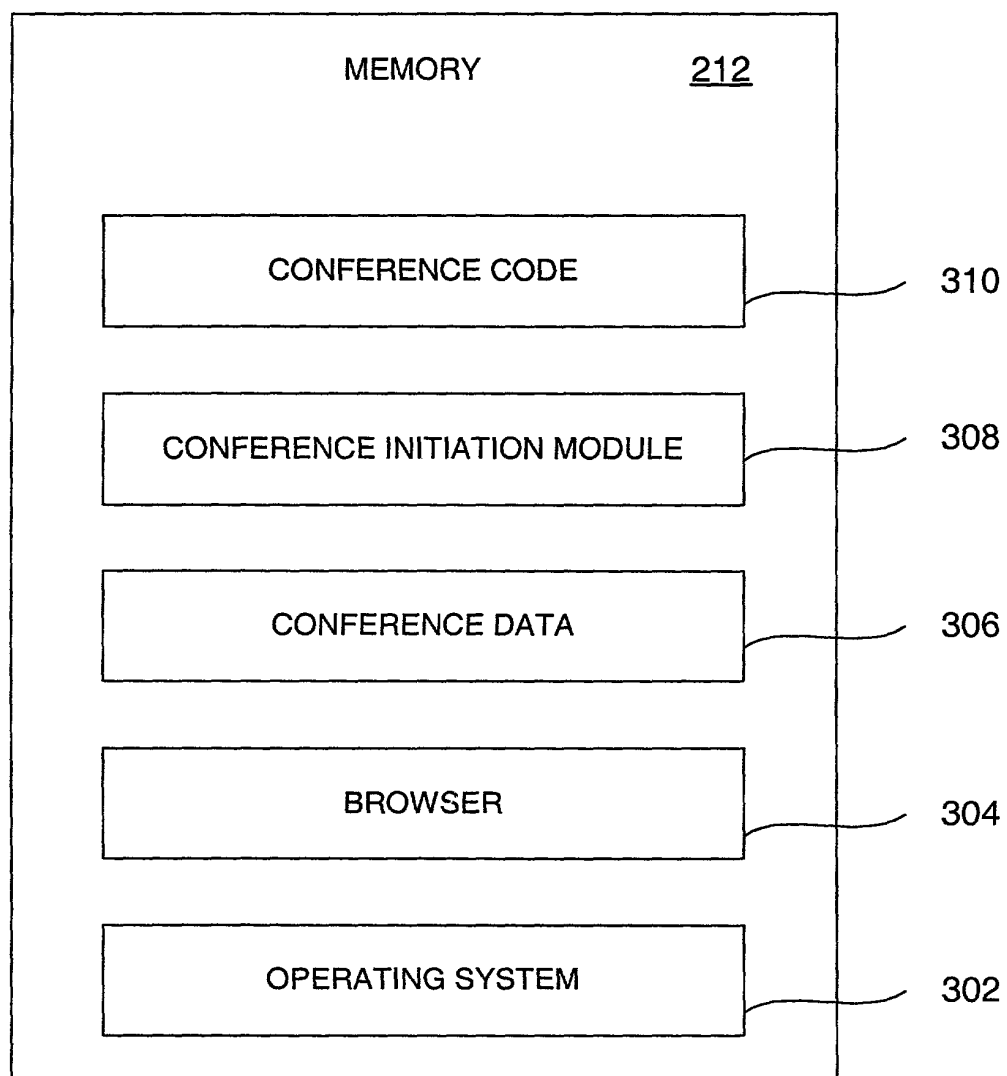 MEMORY 212
CONFERENCE CODE 310
CONFERENCE INITIATION MODULE 308
CONFERENCE DATA 306
BROWSER 304
OPERATING SYSTEM 302